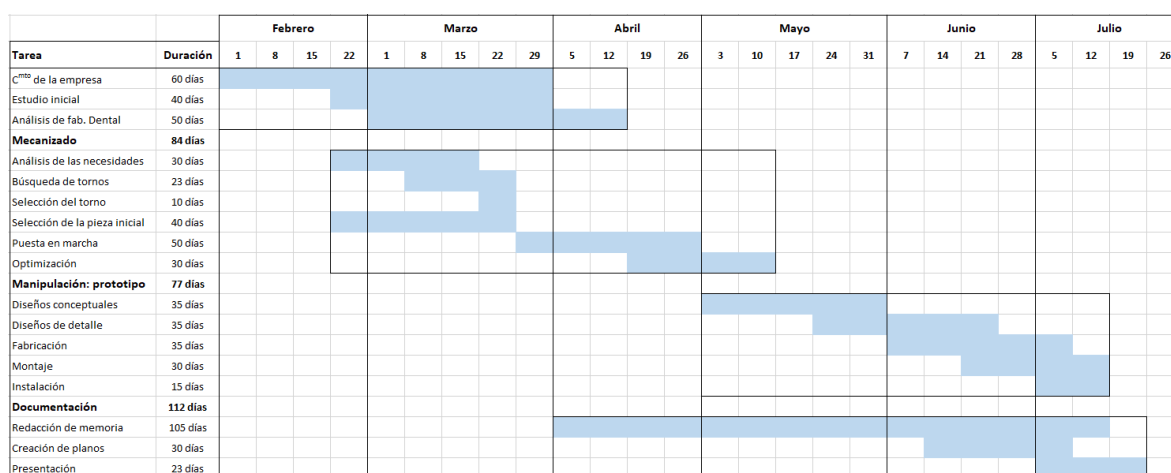 Febrero Marzo Abril Mayo Junio Julio
Tarea Duración 1 8 15 22 1 8 15 22 29 5 12 19 26 3 10 17 24 31 7 14 21 28 5 12 19 26
Cmto de la empresa 60 días
Estudio inicial 40 días
Análisis de fab. Dental 50 días
Mecanizado 84 días
Análisis de las necesidades 30 días
Búsqueda de tornos 23 días
Selección del torno 10 días
Selección de la pieza inicial 40 días
Puesta en marcha 50 días
Optimización 30 días
Manipulación: prototipo 77 días
Diseños conceptuales 35 días
Diseños de detalle 35 días
Fabricación 35 días
Montaje 30 días
Instalación 15 días
Documentación 112 días
Redacción de memoria 105 días
Creación de planos 30 días
Presentación 23 días